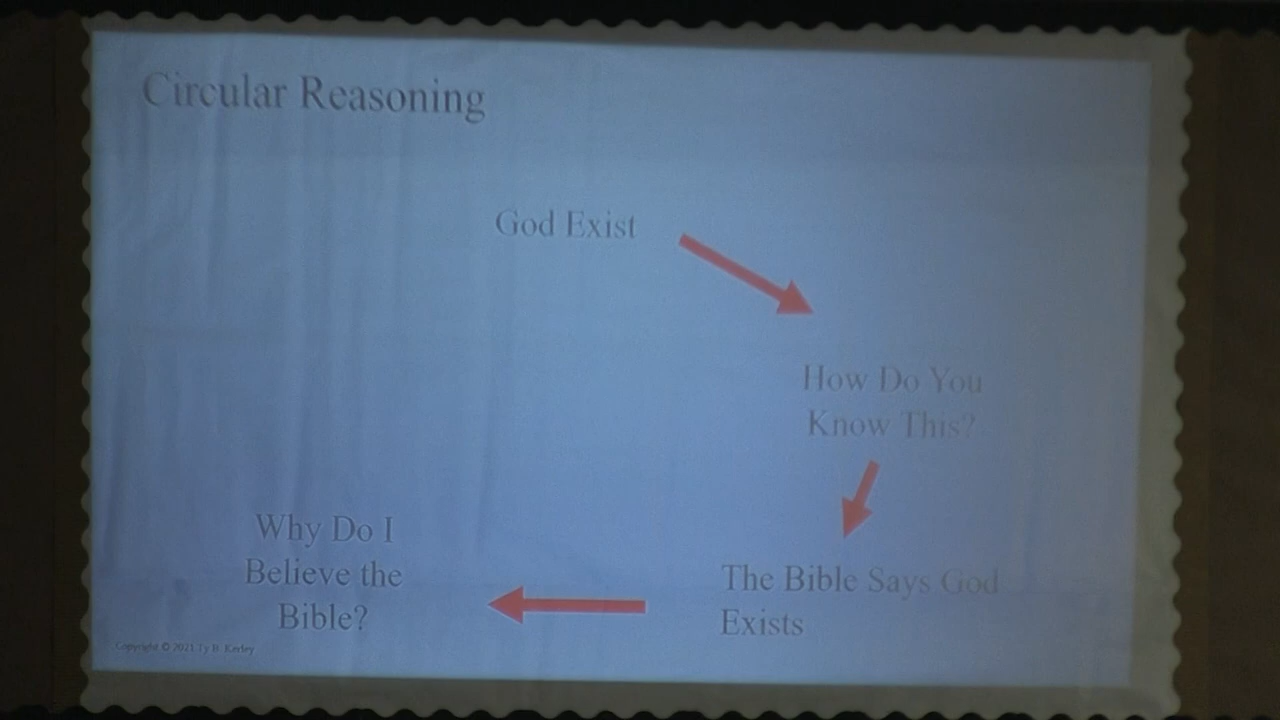 Circular Reasoning
God Exist
How Do You
Know This?
The Bible Says God
Exists
Why Do I
Believe the
Bible?
Copyright © 2021 Ty B. Kerley